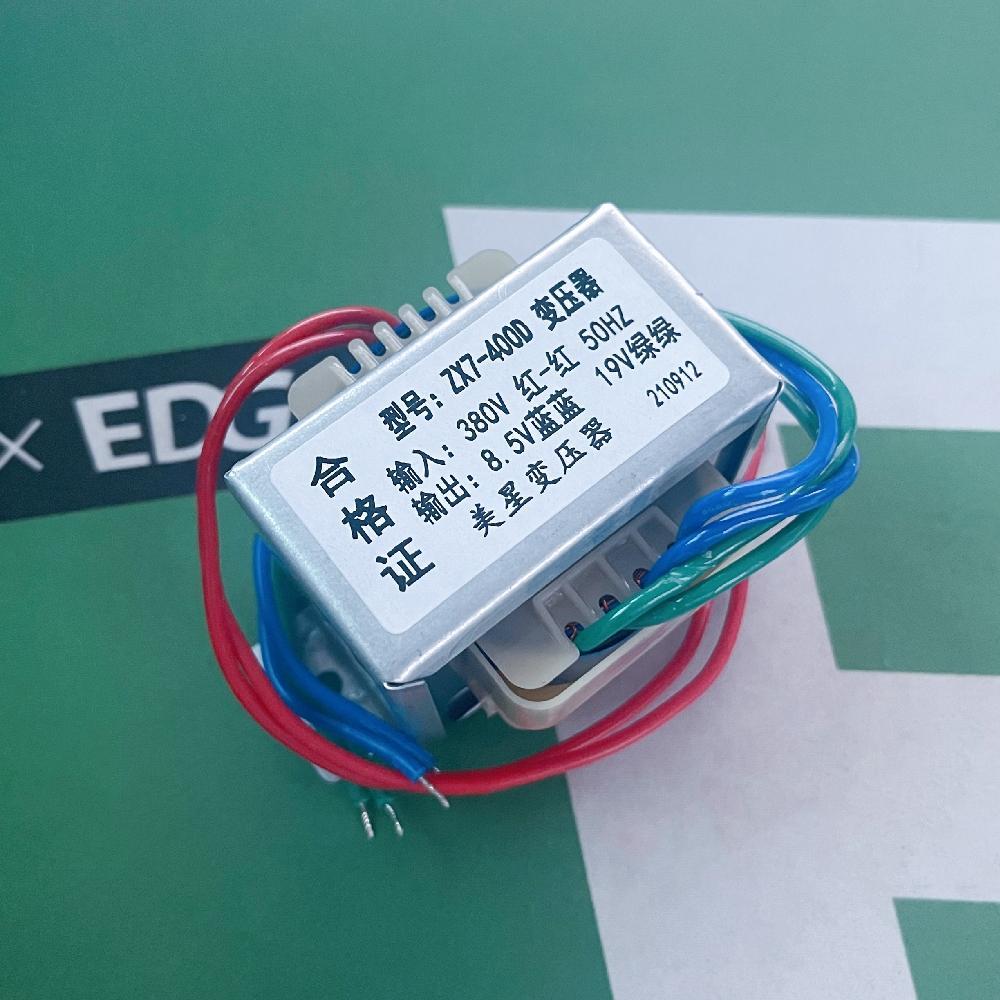 合格证
型号：ZX7-400D 变压器
输入：380V 红-红 50HZ
输出：8.5V蓝蓝 19V绿绿
美星变压器 210912
× EDG